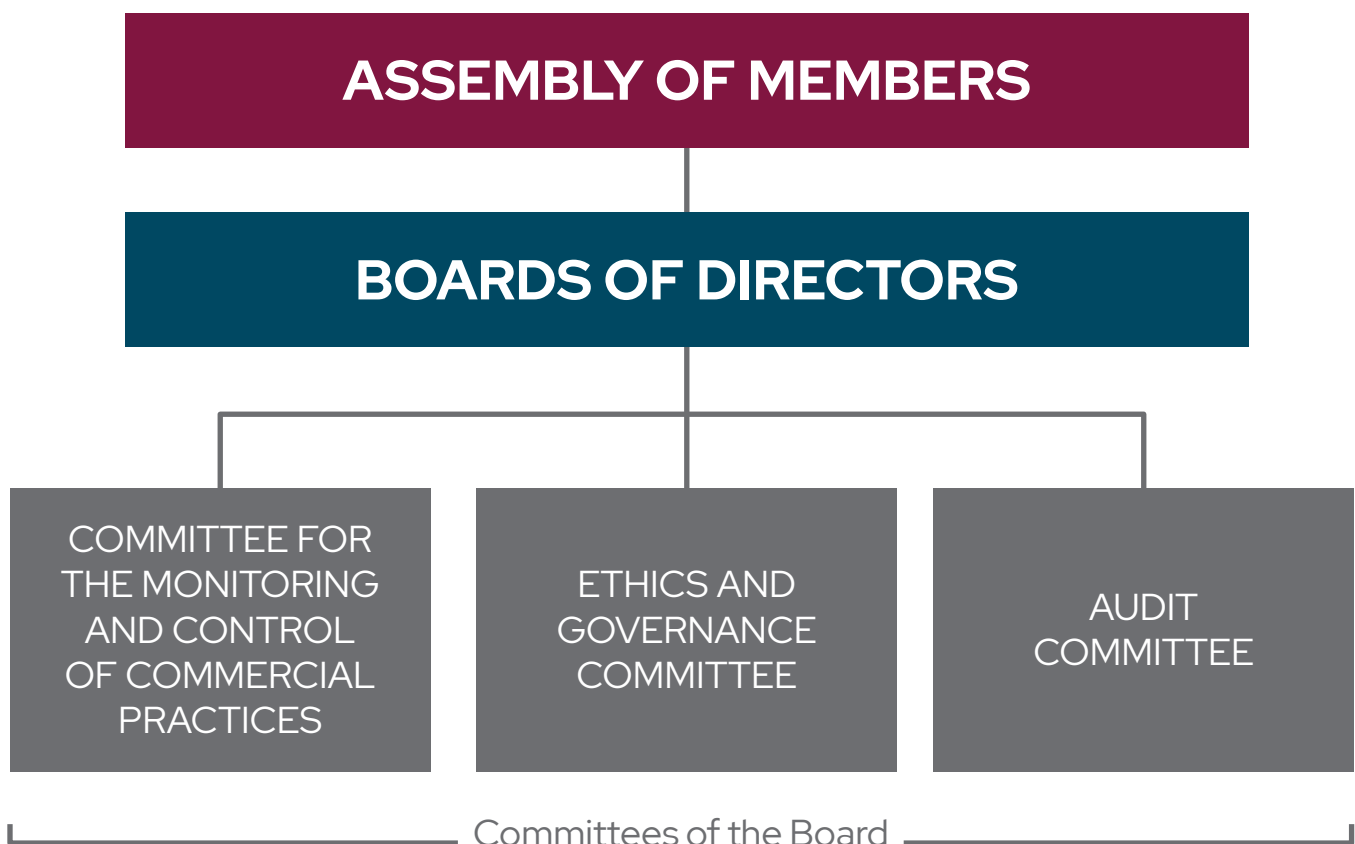 ASSEMBLY OF MEMBERS
BOARDS OF DIRECTORS
COMMITTEE FOR
THE MONITORING
AND CONTROL
OF COMMERCIAL
PRACTICES
ETHICS AND
GOVERNANCE
COMMITTEE
AUDIT
COMMITTEE
Committees of the Board